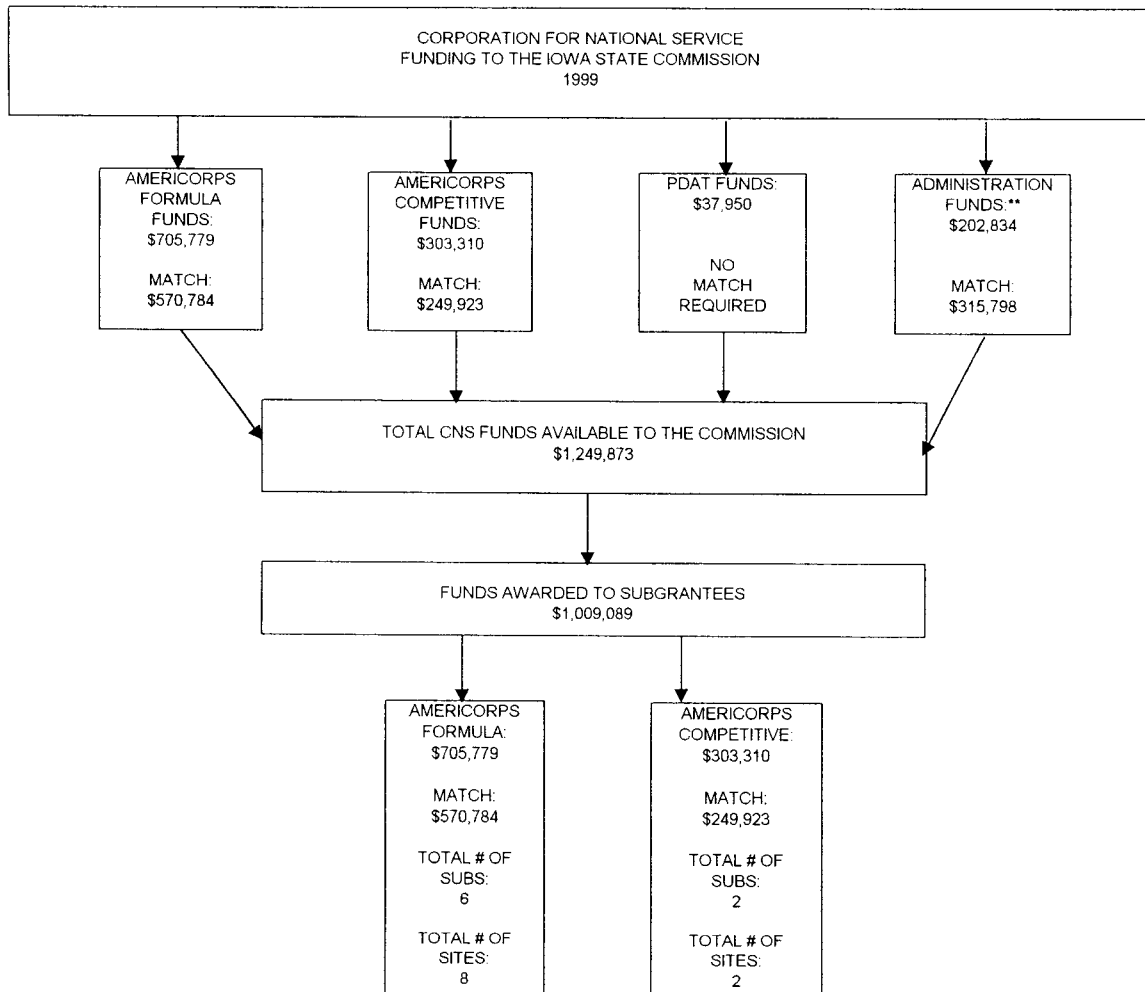 CORPORATION FOR NATIONAL SERVICE
FUNDING TO THE IOWA STATE COMMISSION
1999
AMERICORPS
FORMULA
FUNDS:
$705,779
MATCH:
$570,784
AMERICORPS
COMPETITIVE
FUNDS:
$303,310
MATCH:
$249,923
PDAT FUNDS:
$37,950
NO
MATCH
REQUIRED
ADMINISTRATION
FUNDS:**
$202,834
MATCH:
$315,798
TOTAL CNS FUNDS AVAILABLE TO THE COMMISSION
$1,249,873
FUNDS AWARDED TO SUBGRANTEES
$1,009,089
AMERICORPS
FORMULA:
$705,779
MATCH:
$570,784
TOTAL # OF
SUBS:
6
TOTAL # OF
SITES:
8
AMERICORPS
COMPETITIVE:
$303,310
MATCH:
$249,923
TOTAL # OF
SUBS:
2
TOTAL # OF
SITES:
2